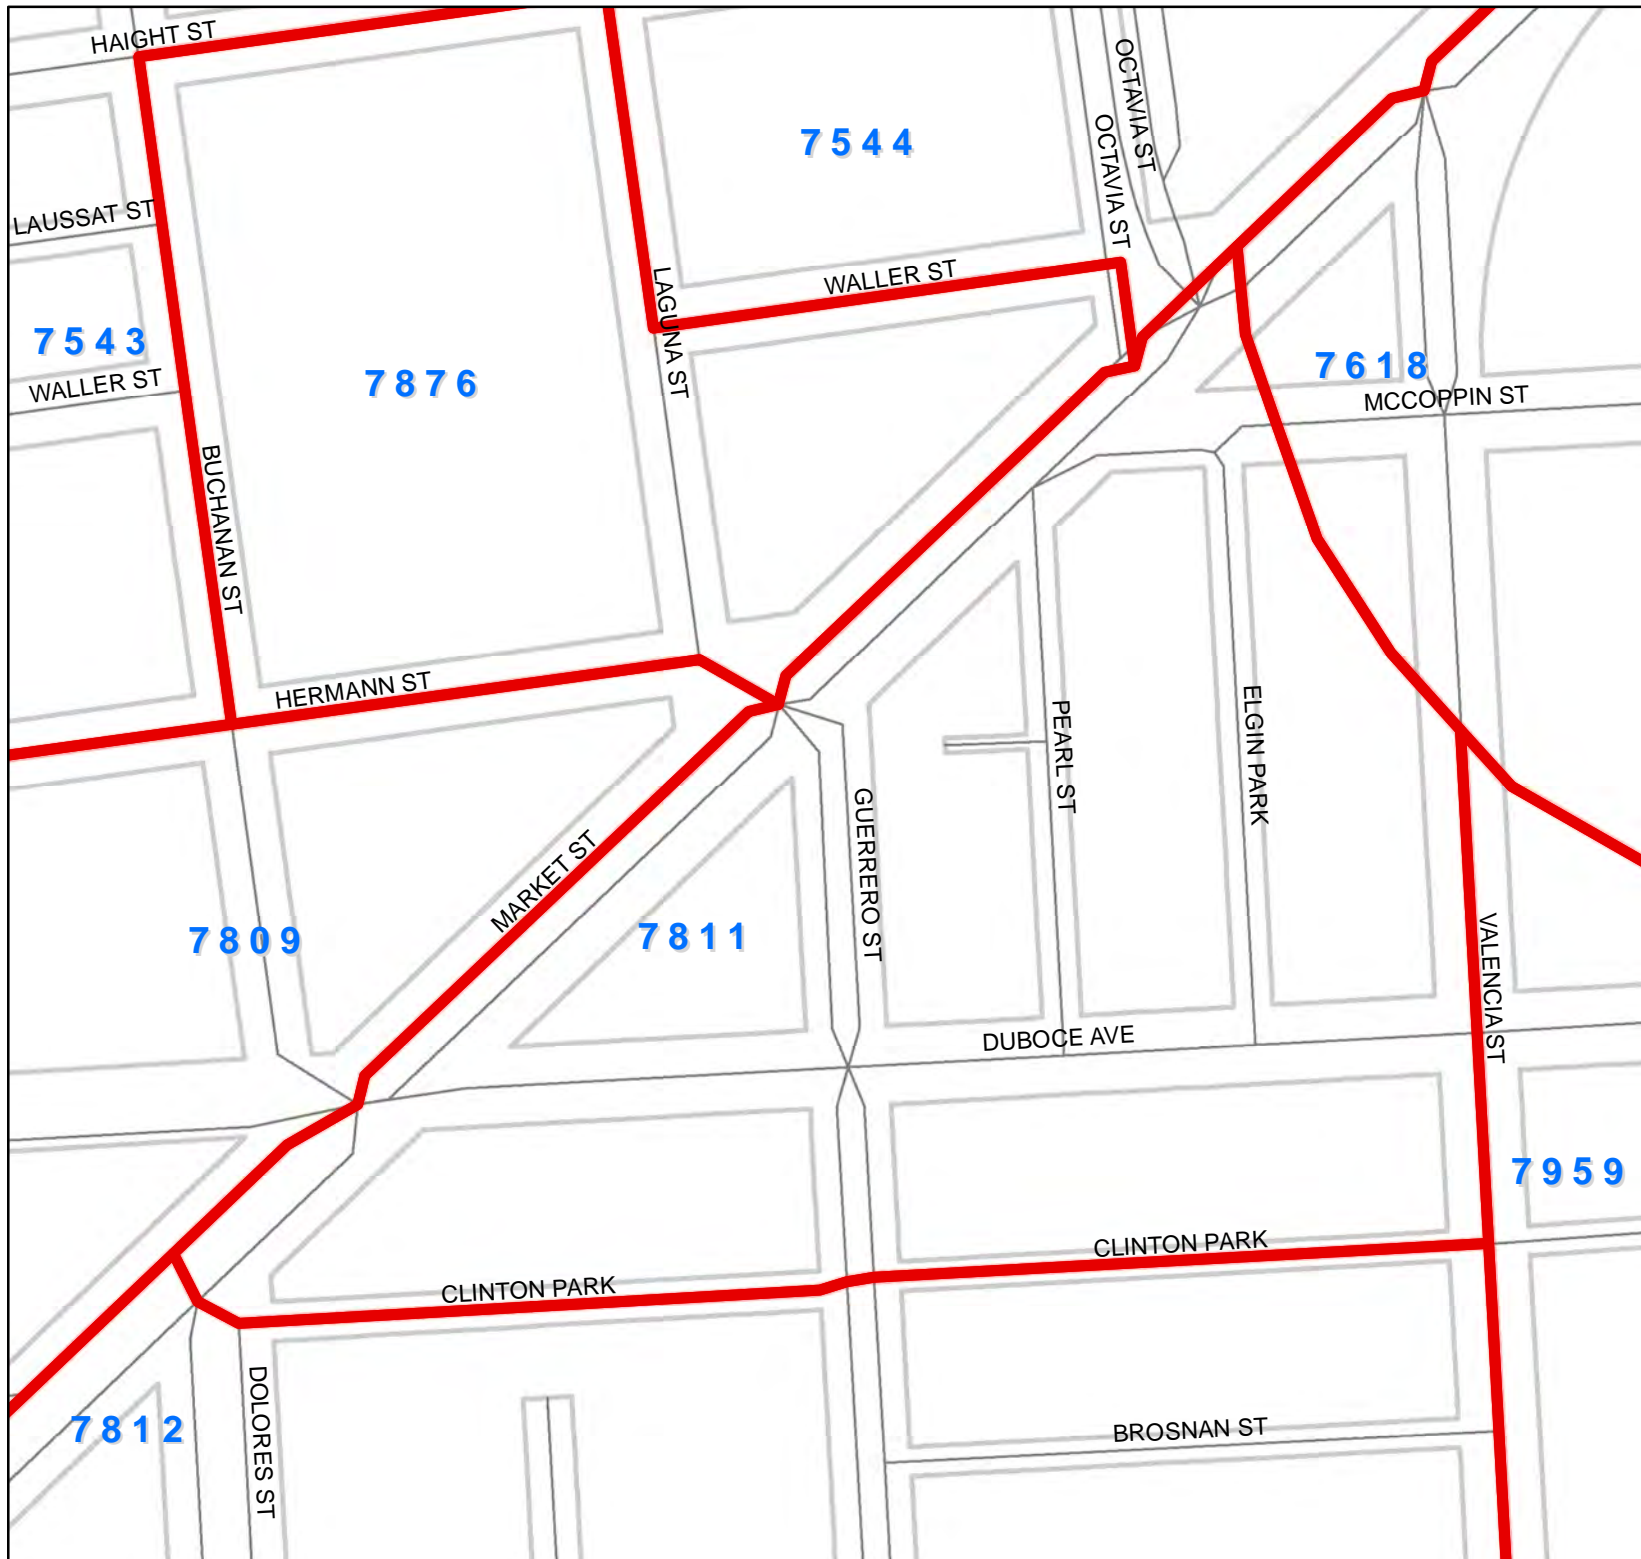 HAIGHT ST
OCTAVIA ST
OCTAVIA ST
7544
LAUSSAT ST
WALLER ST
LAGUNA ST
7543
WALLER ST
7876
7618
MCCOPPIN ST
BUCHANAN ST
HERMANN ST
PEARL ST
ELGIN PARK
GUERRERO ST
MARKET ST
7809
7811
VALENCIA ST
DUBOCE AVE
7959
CLINTON PARK
CLINTON PARK
DOLORES ST
7812
BROSNAN ST